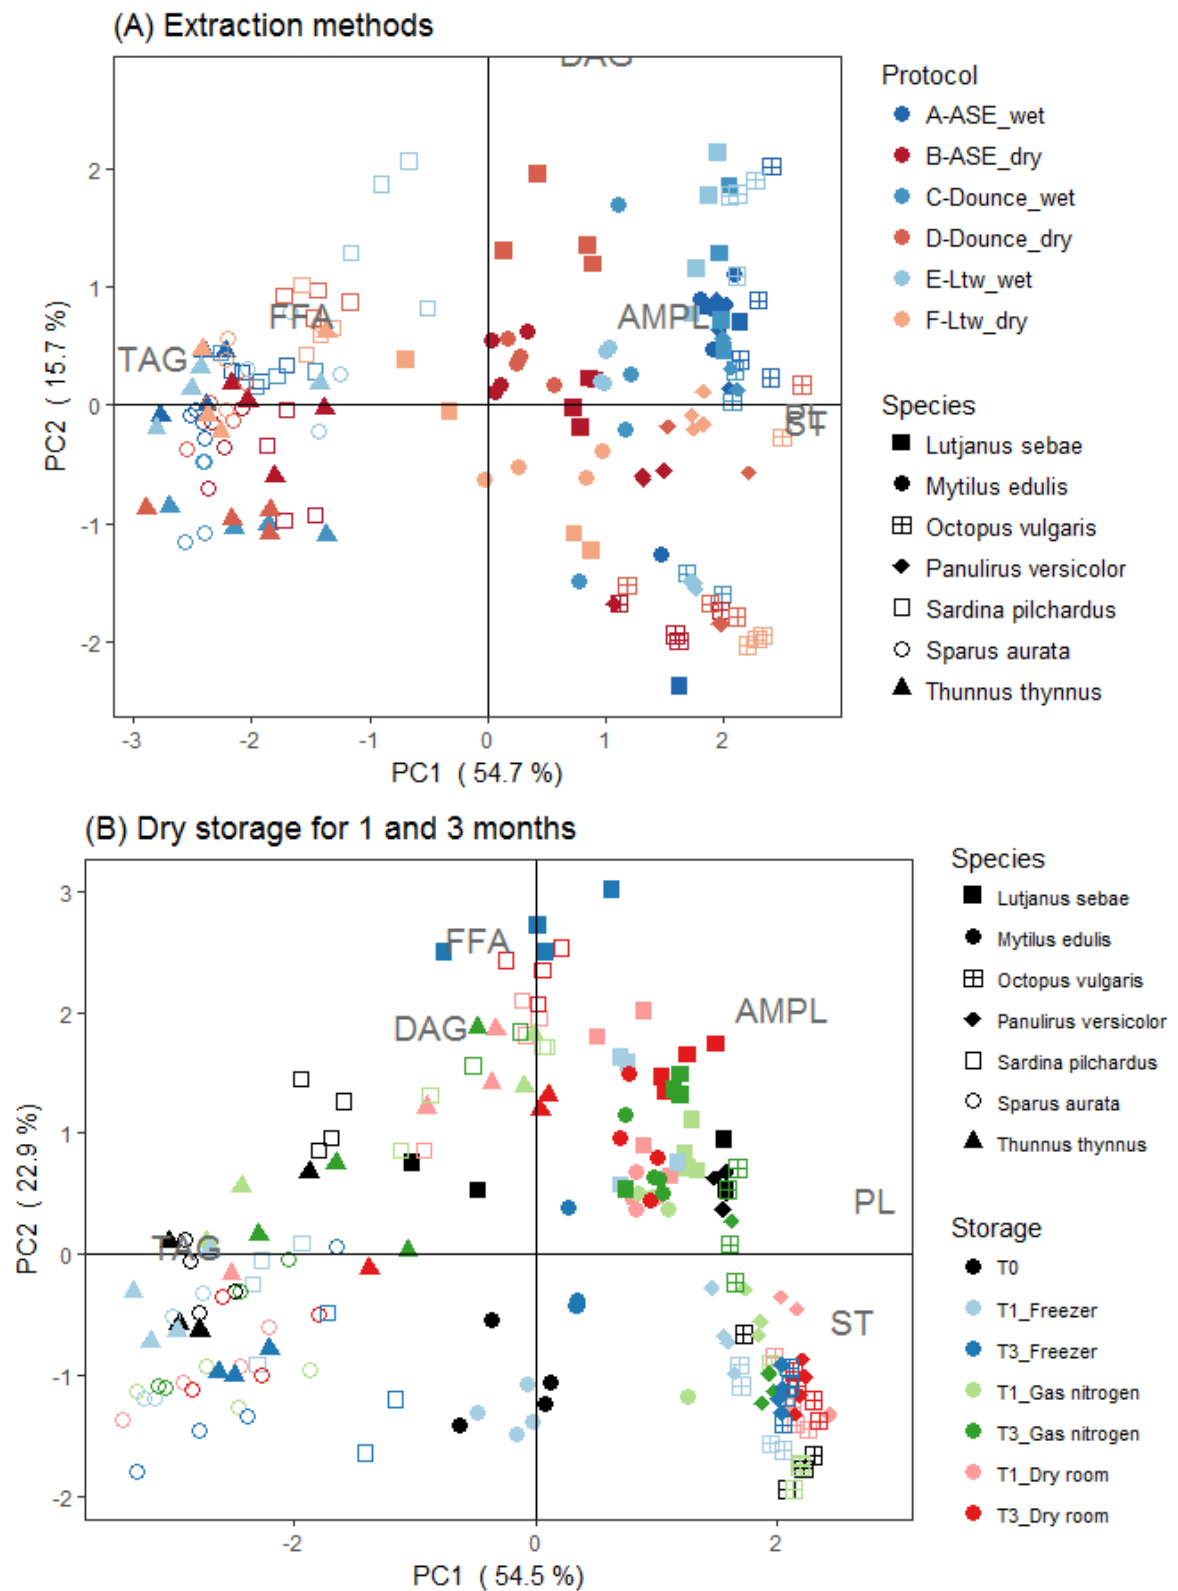 (A) Extraction methods
DAG
FFA
TAG
AMPL
PL
ST
2
1
0
-1
-2
PC2 ( 15.7 %)
-3
-2
-1
0
1
2
PC1 ( 54.7 %)
Protocol
A-ASE_wet
B-ASE_dry
C-Dounce_wet
D-Dounce_dry
E-Ltw_wet
F-Ltw_dry
Species
Lutjanus sebae
Mytilus edulis
Octopus vulgaris
Panulirus versicolor
Sardina pilchardus
Sparus aurata
Thunnus thynnus
(B) Dry storage for 1 and 3 months
FFA
DAG
AMPL
PL
TAG
ST
3
2
1
0
-1
-2
PC2 ( 22.9 %)
-2
0
2
PC1 ( 54.5 %)
Species
Lutjanus sebae
Mytilus edulis
Octopus vulgaris
Panulirus versicolor
Sardina pilchardus
Sparus aurata
Thunnus thynnus
Storage
T0
T1_Freezer
T3_Freezer
T1_Gas nitrogen
T3_Gas nitrogen
T1_Dry room
T3_Dry room